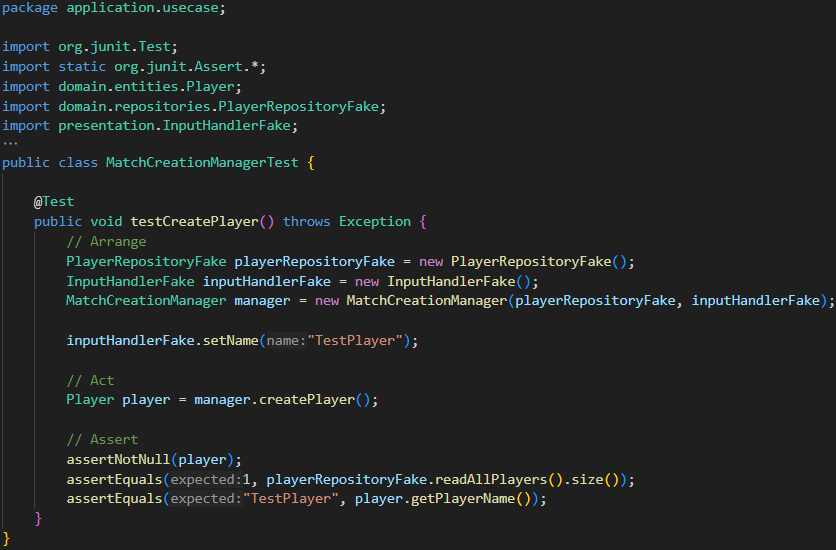 package application.usecase;
import org.junit.Test;
import static org.junit.Assert.*;
import domain.entities.Player;
import domain.repositories.PlayerRepositoryFake;
import presentation.InputHandlerFake;
...
public class MatchCreationManagerTest {
@Test
public void testCreatePlayer() throws Exception {
// Arrange
PlayerRepositoryFake playerRepositoryFake = new PlayerRepositoryFake();
InputHandlerFake inputHandlerFake = new InputHandlerFake();
MatchCreationManager manager = new MatchCreationManager(playerRepositoryFake, inputHandlerFake);
inputHandlerFake.setName(name:"TestPlayer");
// Act
Player player = manager.createPlayer();
// Assert
assertNotNull(player);
assertEquals(expected:1, playerRepositoryFake.readAllPlayers().size());
assertEquals(expected:"TestPlayer", player.getPlayerName());
}
}